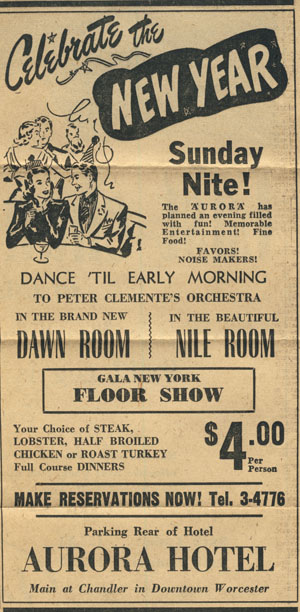 Celebrate the
NEW YEAR
Sunday
Nite!
The AURORA has
planned an evening filled
with fun! Memorable
Entertainment! Fine
Food!
FAVORS!
NOISE MAKERS!
DANCE 'TIL EARLY MORNING
TO PETER CLEMENTE'S ORCHESTRA
IN THE BRAND NEW
DAWN ROOM
IN THE BEAUTIFUL
NILE ROOM
GALA NEW YORK
FLOOR SHOW
Your Choice of STEAK,
LOBSTER, HALF BROILED
CHICKEN or ROAST TURKEY
Full Course DINNERS
$4.00
Per
Person
MAKE RESERVATIONS NOW! Tel. 3-4776
Parking Rear of Hotel
AURORA HOTEL
Main at Chandler in Downtown Worcester